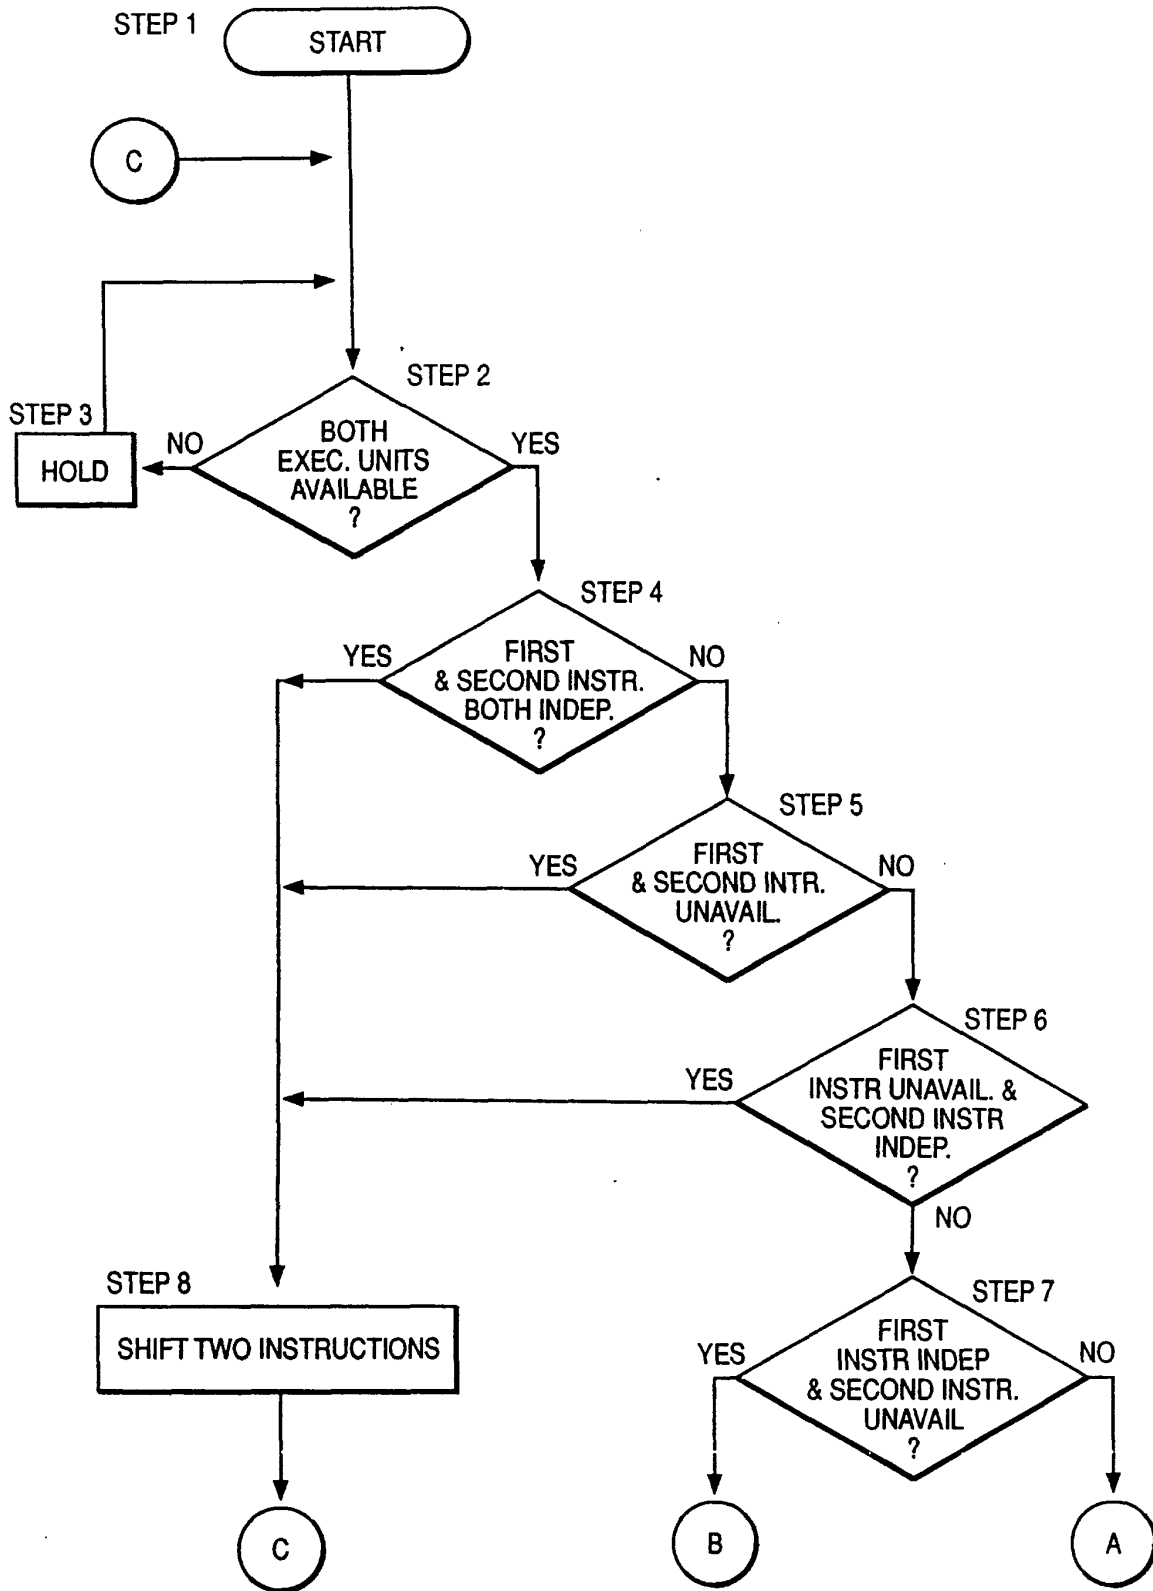 STEP 1
START
C
STEP 2
STEP 3
NO
YES
HOLD
BOTH
EXEC. UNITS
AVAILABLE
?
STEP 4
YES
NO
FIRST
& SECOND INSTR.
BOTH INDEP.
?
STEP 5
YES
NO
FIRST
& SECOND INTR.
UNAVAIL.
?
STEP 6
YES
FIRST
INSTR UNAVAIL. &
SECOND INSTR
INDEP.
?
NO
STEP 8
SHIFT TWO INSTRUCTIONS
STEP 7
YES
NO
FIRST
INSTR INDEP
& SECOND INSTR.
UNAVAIL
?
C
B
A